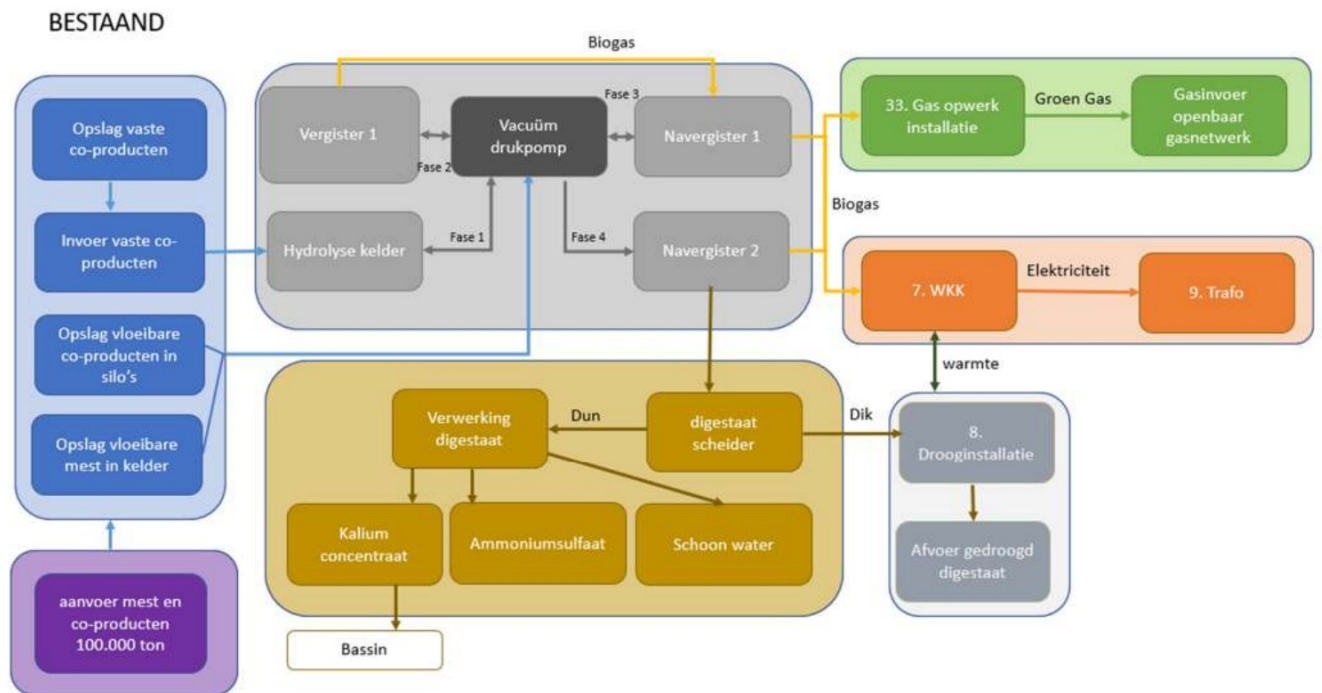 BESTAAND
Opslag vaste
co-producten
Invoer vaste co-
producten
Opslag vloeibare
co-producten in
silo's
Opslag vloeibare
mest in kelder
aanvoer mest en
co-producten
100.000 ton
Biogas
Vergister 1
Vacuüm
drukpomp
Fase 3
Navergister 1
Fase 2
Hydrolyse kelder
Fase 1
Fase 4
Navergister 2
33. Gas opwerk
installatie
Groen Gas
Gasinvoer
openbaar
gasnetwerk
Biogas
7. WKK
Elektriciteit
9. Trafo
warmte
Verwerking
digestaat
Dun
digestaat
scheider
Dik
8.
Drooginstallatie
Kalium
concentraat
Ammoniumsulfaat
Schoon water
Afvoer gedroogd
digestaat
Bassin